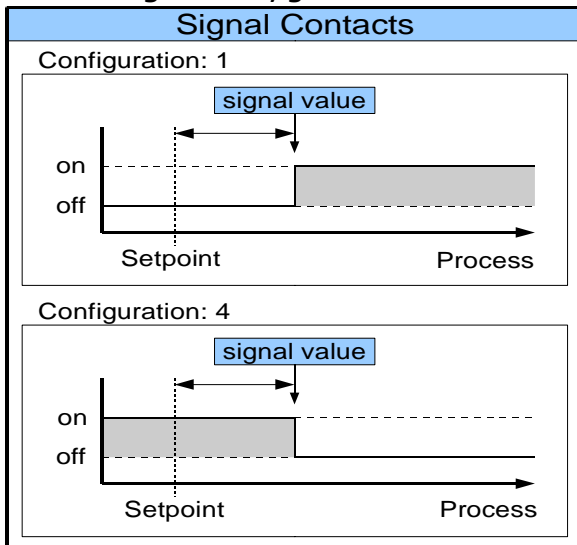 Signal Contacts
Configuration: 1
signal value
on
off
Setpoint Process
Configuration: 4
signal value
on
off
Setpoint Process